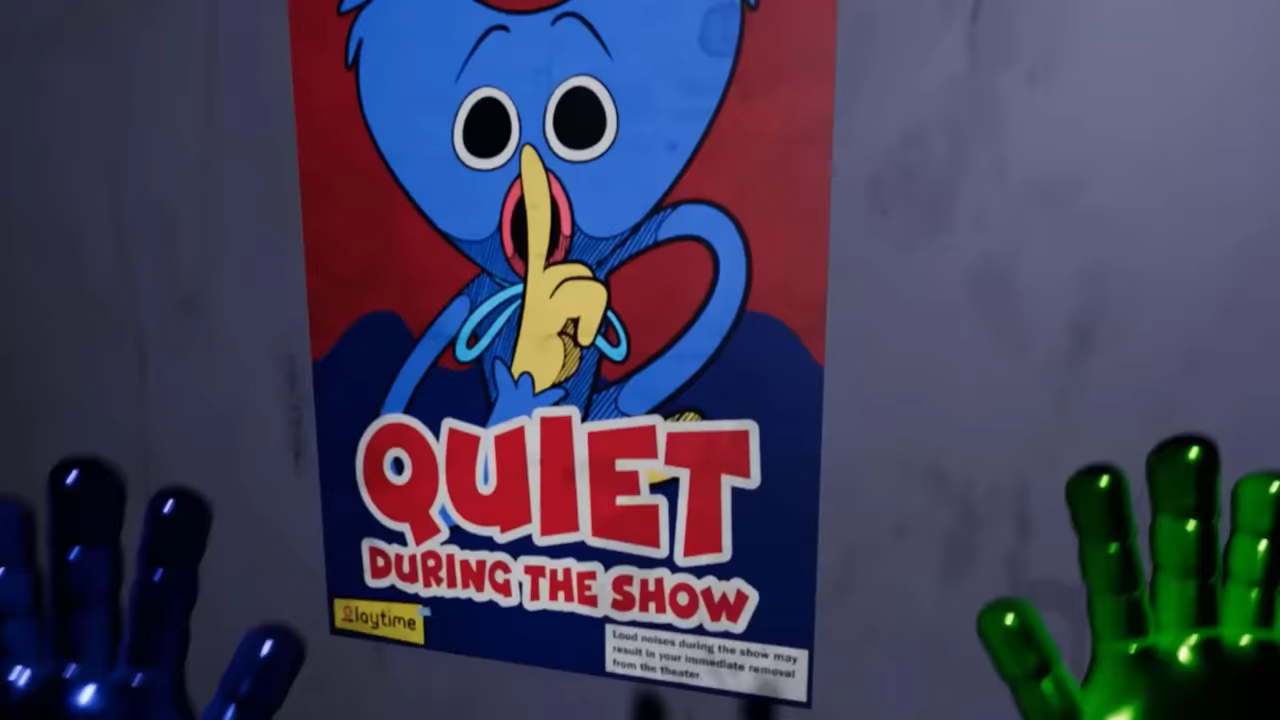 QUIET
DURING THE SHOW
Playtime
Loud noises during the show may
result in your immediate removal
from the theater.